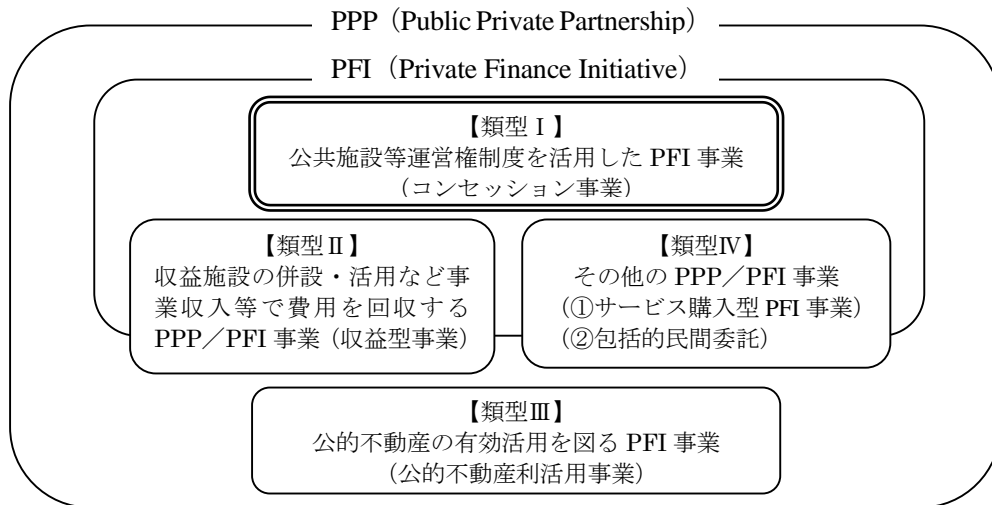 PPP（Public Private Partnership）
PFI（Private Finance Initiative）
【類型Ⅰ】
公共施設等運営権制度を活用した PFI 事業
（コンセッション事業）
【類型Ⅱ】
収益施設の併設・活用など事
業収入等で費用を回収する
PPP／PFI 事業（収益型事業）
【類型Ⅳ】
その他の PPP／PFI 事業
（①サービス購入型 PFI 事業）
（②包括的民間委託）
【類型Ⅲ】
公的不動産の有効活用を図る PFI 事業
（公的不動産利活用事業）